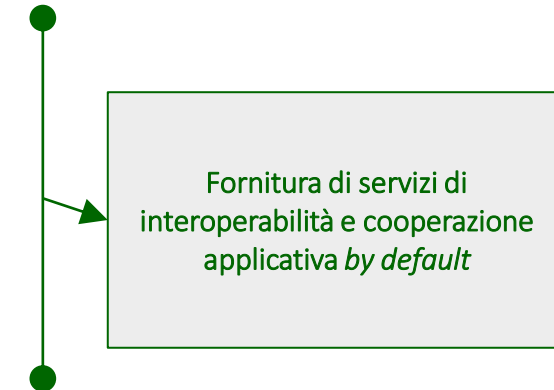 Fornitura di servizi di
interoperabilità e cooperazione
applicativa by default